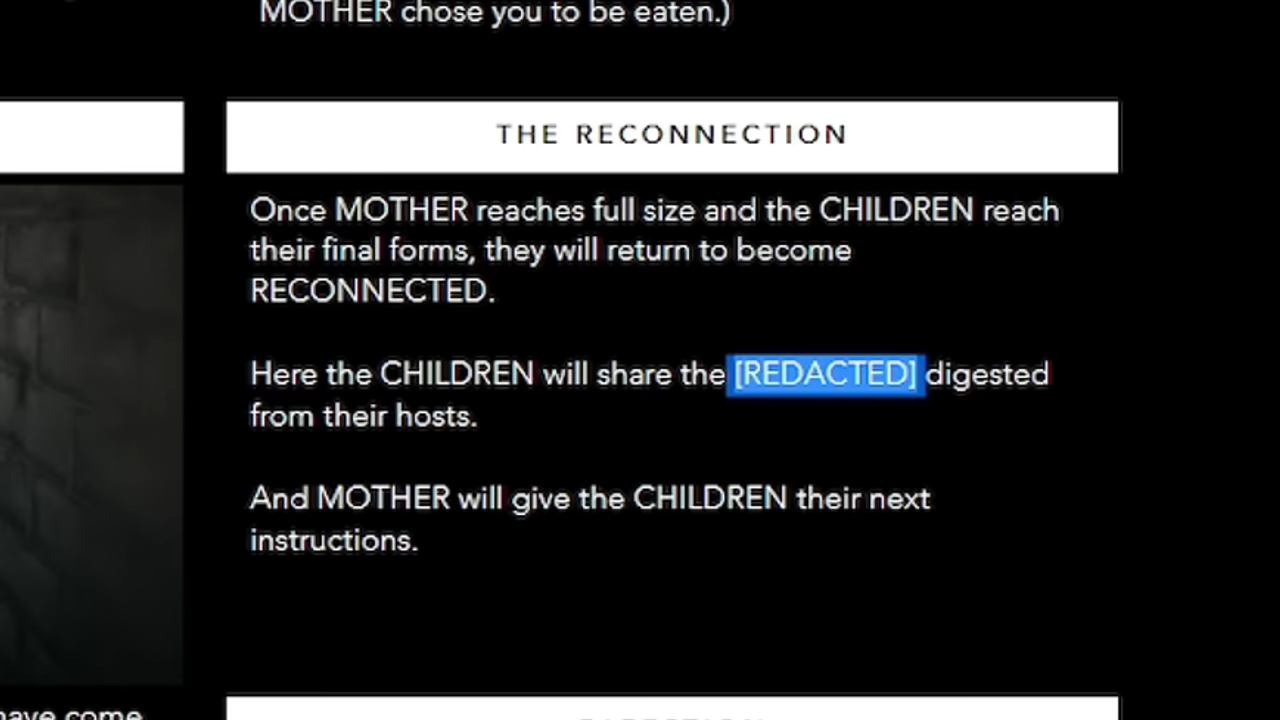 MOTHER chose you to be eaten.)
THE RECONNECTION
Once MOTHER reaches full size and the CHILDREN reach
their final forms, they will return to become
RECONNECTED.
Here the CHILDREN will share the [REDACTED] digested
from their hosts.
And MOTHER will give the CHILDREN their next
instructions.
have come